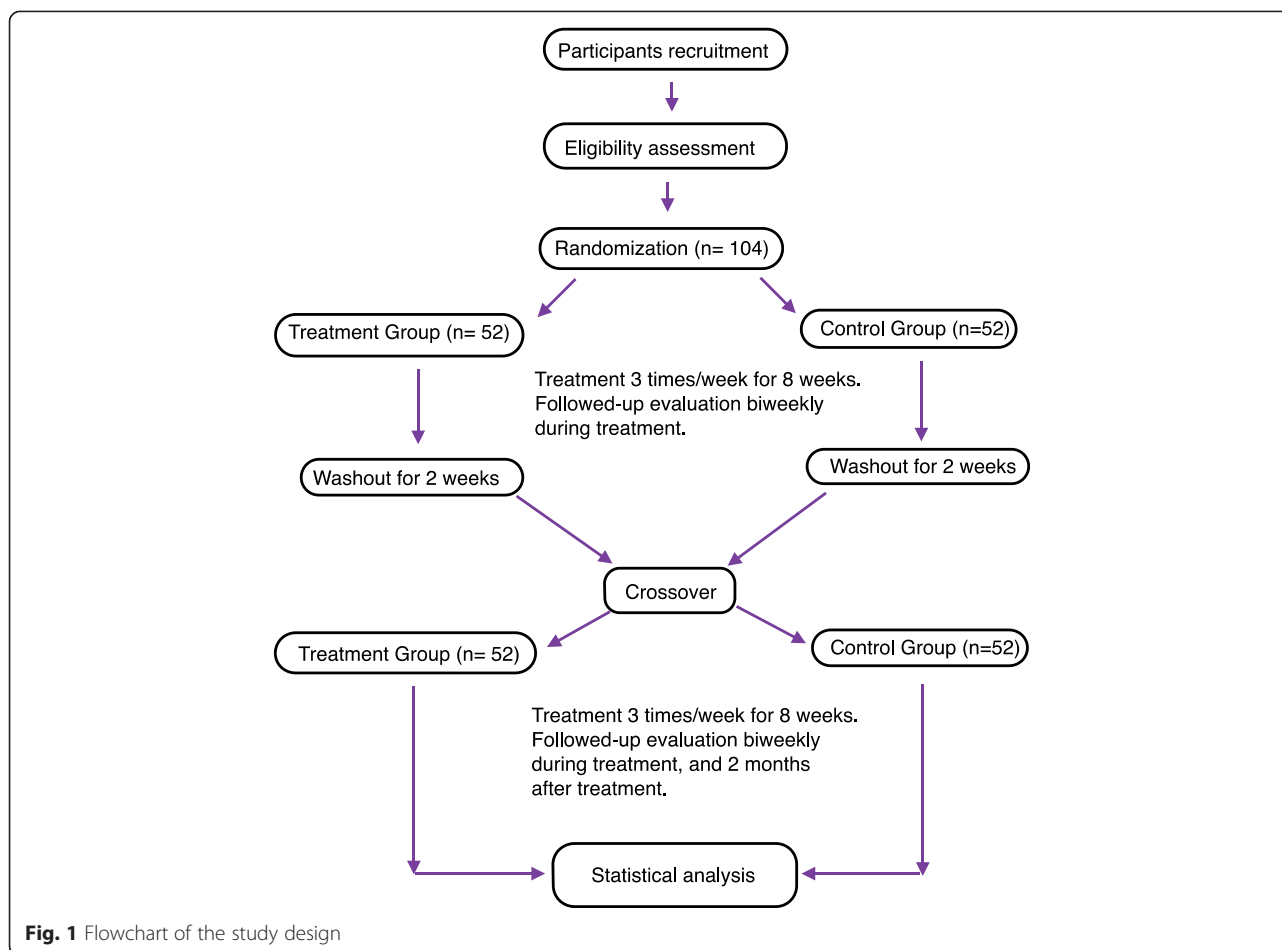 Participants recruitment
Eligibility assessment
Randomization (n= 104)
Treatment Group (n= 52)
Control Group (n=52)
Treatment 3 times/week for 8 weeks.
Followed-up evaluation biweekly
during treatment.
Washout for 2 weeks
Washout for 2 weeks
Crossover
Treatment Group (n= 52)
Control Group (n=52)
Treatment 3 times/week for 8 weeks.
Followed-up evaluation biweekly
during treatment, and 2 months
after treatment.
Statistical analysis
Fig. 1 Flowchart of the study design